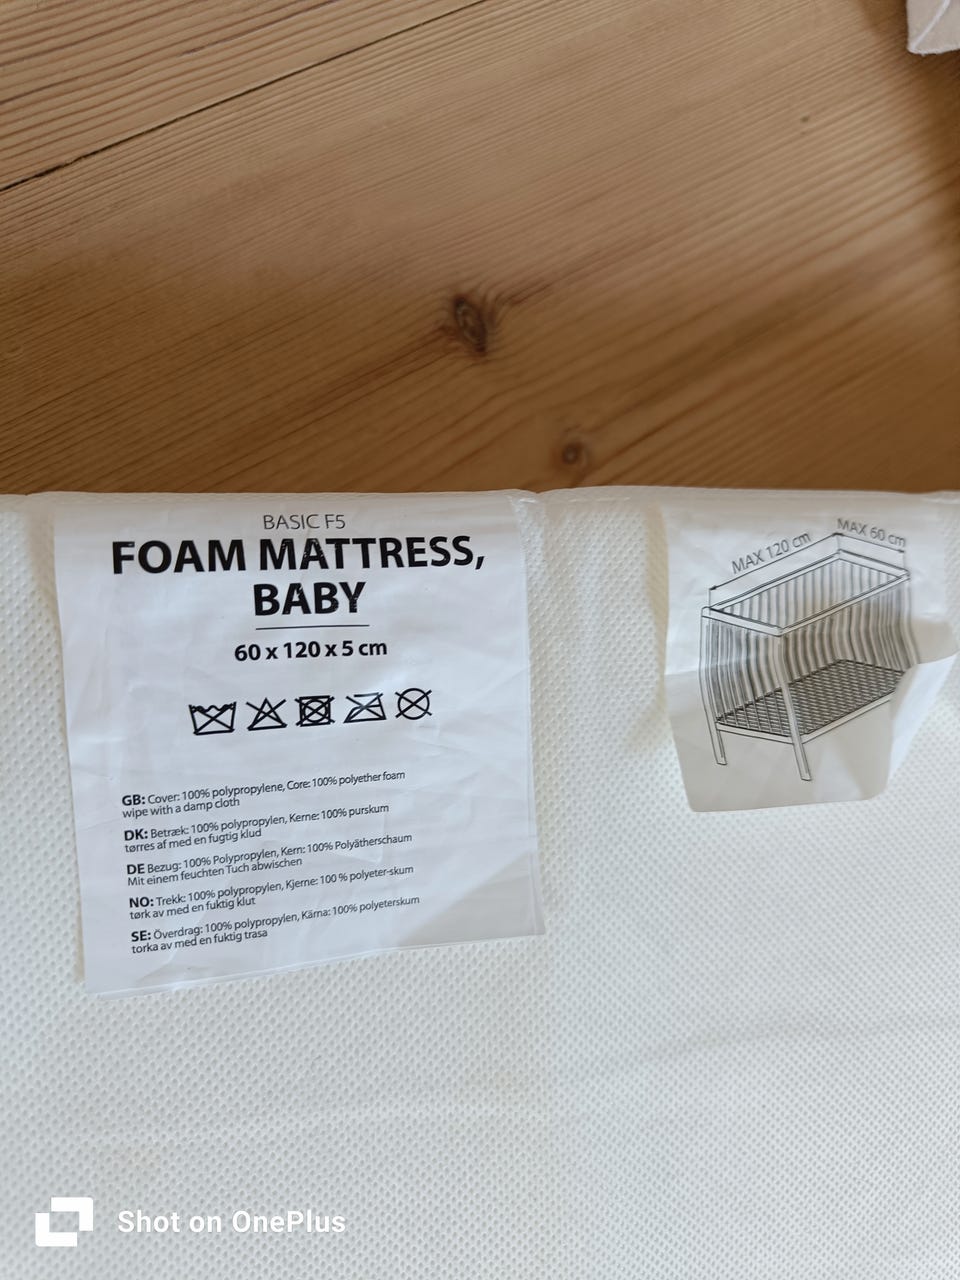 BASIC F5
FOAM MATTRESS,
BABY
60 x 120 x 5 cm
GB: Cover: 100% polypropylene, Core: 100% polyether foam
wipe with a damp cloth
DK: Betræk: 100% polypropylen, Kerne: 100% purskum
tørres af med en fugtig klud
DE Bezug: 100% Polypropylen, Kern: 100% Polyätherschaum
Mit einem feuchten Tuch abwischen
NO: Trekk: 100% polypropylen, Kjerne: 100 % polyeter-skum
tørk av med en fuktig klut
SE: Överdrag: 100% polypropylen, Kärna: 100% polyeterskum
torka av med en fuktig trasa
MAX 120 cm
MAX 60 cm
Shot on OnePlus